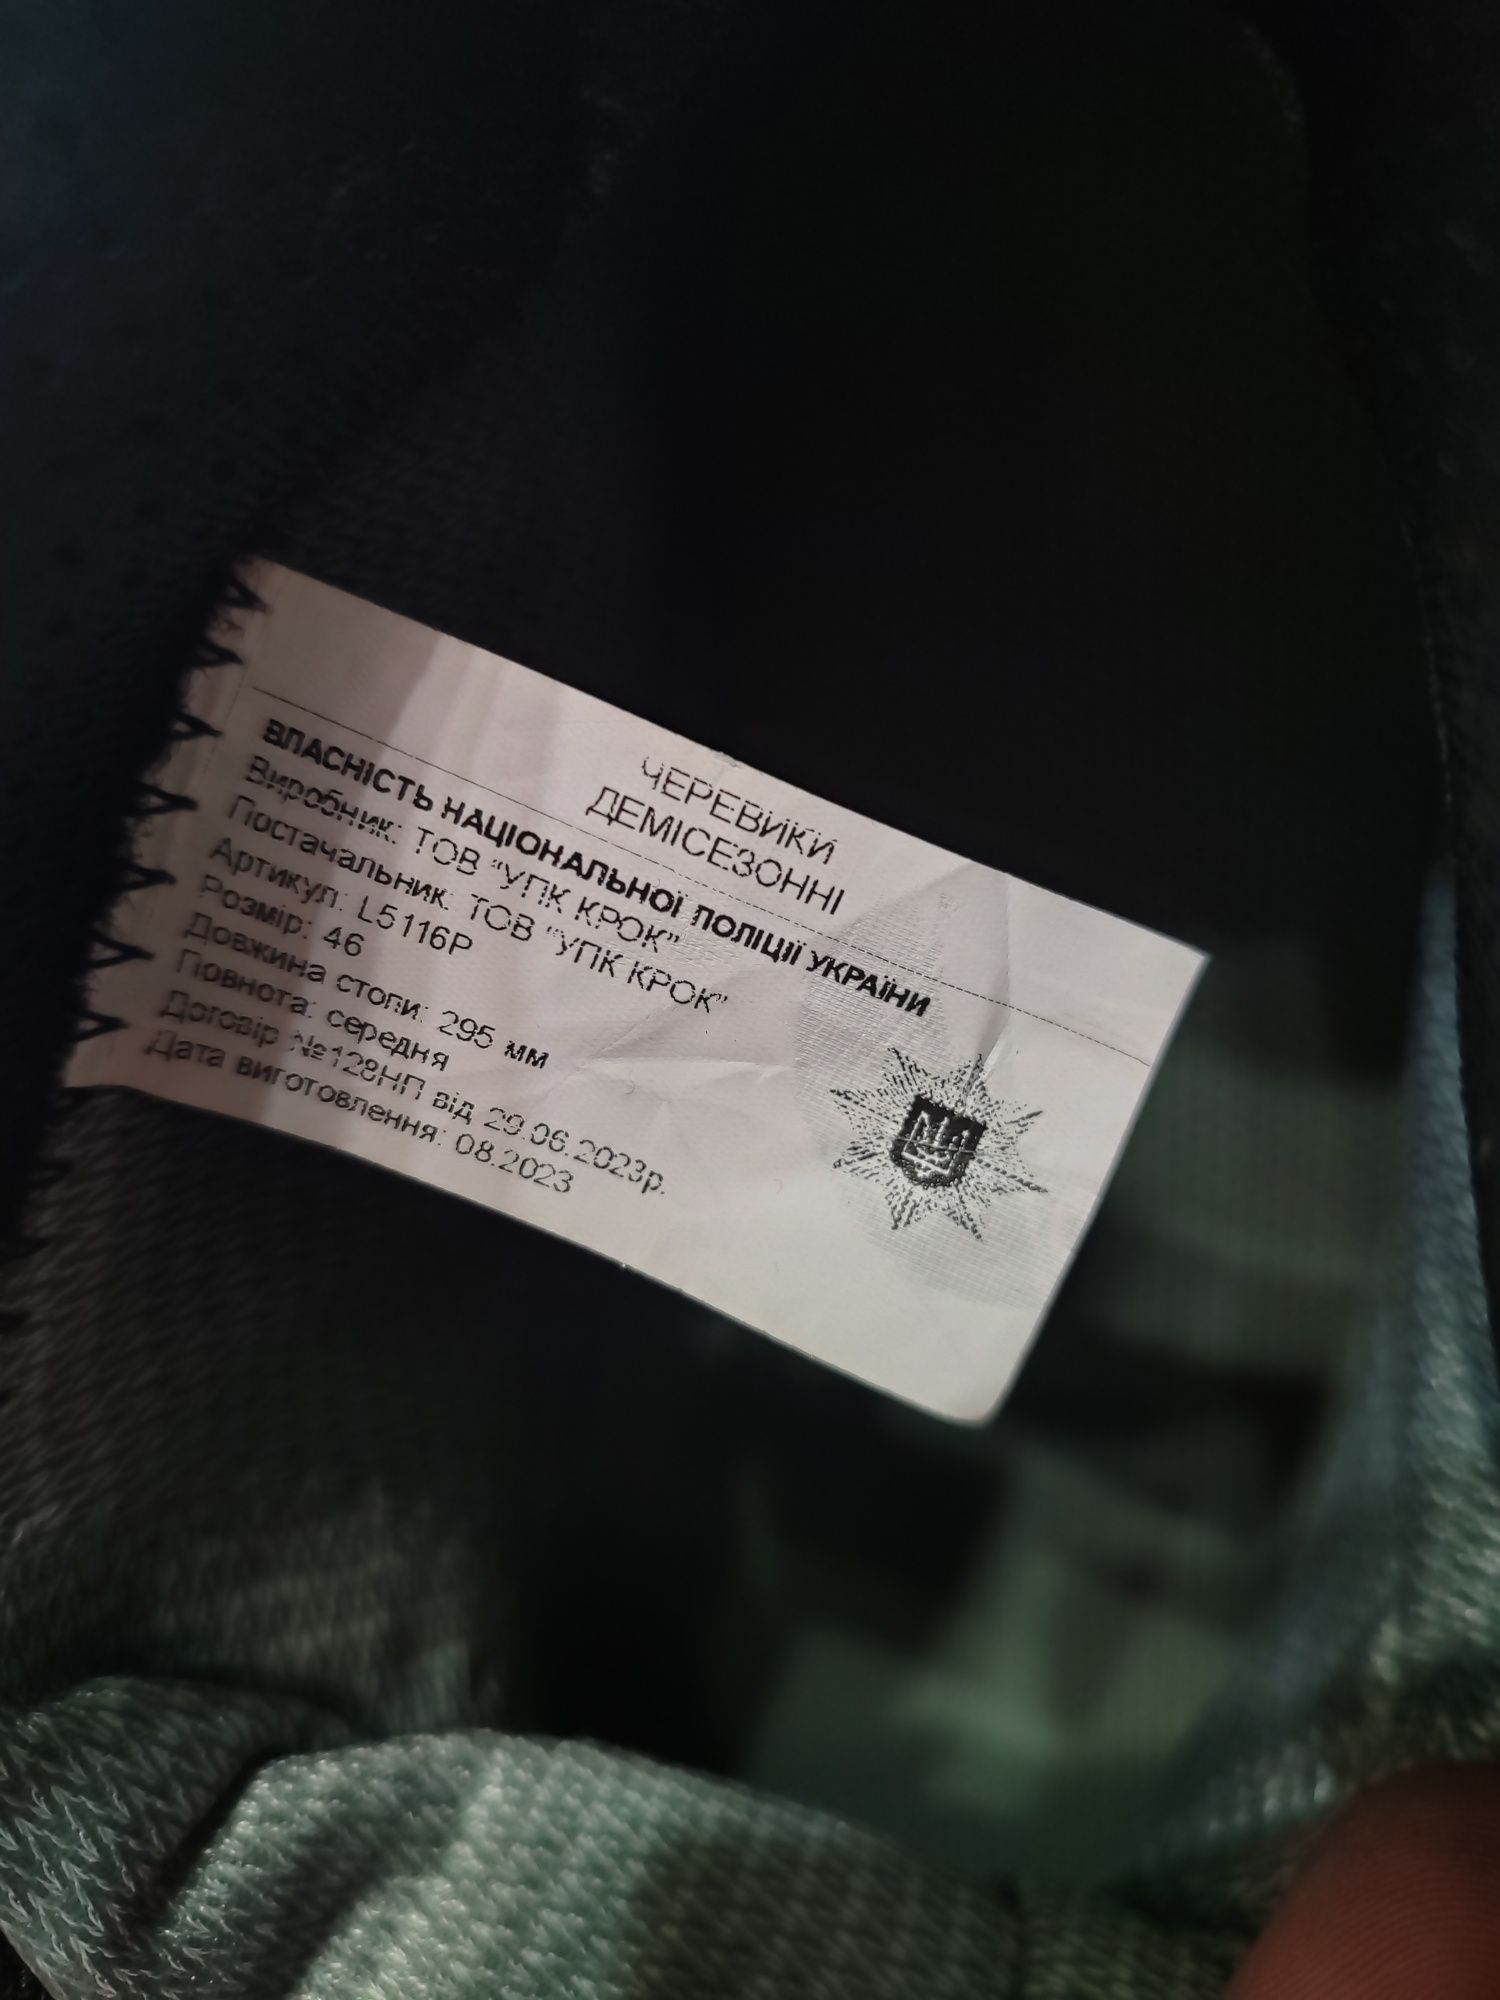 ЧЕРЕВИКИ
ДЕМІСЕЗОННІ
ВЛАСНІСТЬ НАЦІОНАЛЬНОЇ ПОЛІЦІЇ УКРАЇНИ
Виробник: ТОВ "УПК КРОК"
Постачальник: ТОВ "УПК КРОК"
Артикул: L5116P
Розмір: 46
Довжина стопи: 295 мм
Повнота: середня
Договір №128НП від 29.06.2023р.
Дата виготовлення: 08.2023